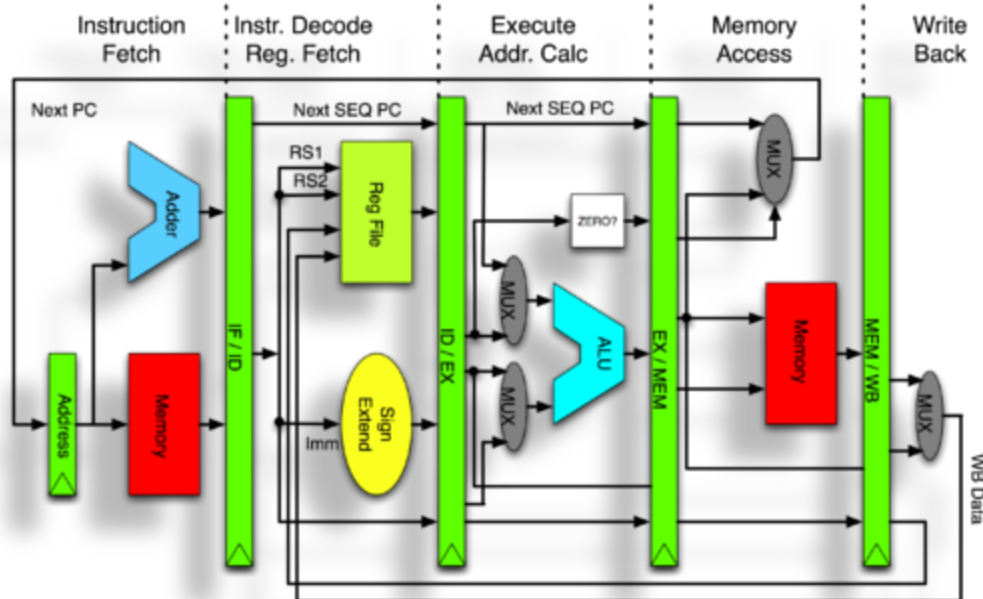 Instruction
Fetch
Instr. Decode
Reg. Fetch
Execute
Addr. Calc
Memory
Access
Write
Back
Next PC
Next SEQ PC
Next SEQ PC
RS1
RS2
Reg File
MUX
Adder
ZERO?
MUX
IF / ID
ID / EX
ALU
EX / MEM
Memory
MEM / WB
Address
Memory
Sign
Extend
Imm
MUX
MUX
WB Data